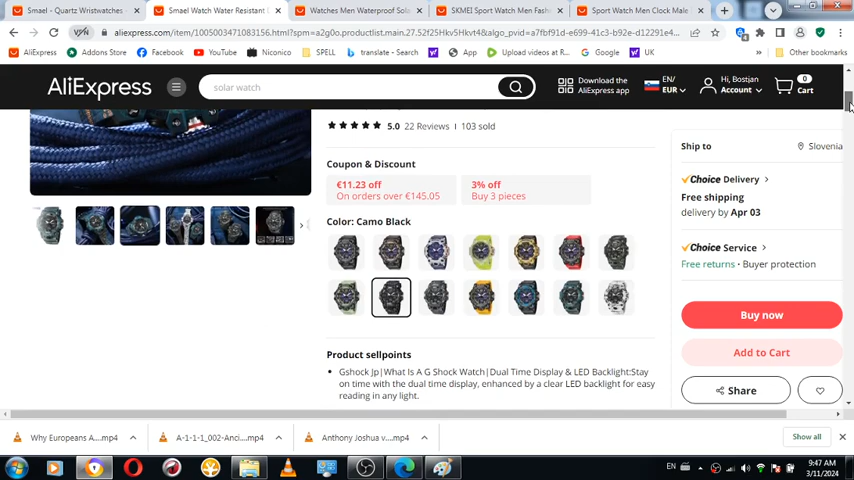 Smael - Quartz Wristwatches
Smael Watch Water Resistant
Watches Men Waterproof Sola
SKMEI Sport Watch Men Fash
Sport Watch Men Clock Male
VPN
aliexpress.com/item/1005003471083156.html?spm=a2g0o.productlist.main.27.52f25Hkv5Hkvt4&algo_pvid=a7fbf91d-e699-41c3-b92e-d12291...
AliExpress
Addons Store
Facebook
YouTube
Noninico
SPELL
translate - Search
App
Upload videos at r...
Google
UK
Other bookmarks
AliExpress
solar watch
Download the
AliExpress app
EN/
EUR
Hi, Bostjan
Account
0
Cart
5.0 22 Reviews | 103 sold
Coupon & Discount
€11.23 off
On orders over €145.05
3% off
Buy 3 pieces
Color: Camo Black
Product sellpoints
Gshock Jp|What Is A G Shock Watch|Dual Time Display & LED Backlight:Stay
on time with the dual time display, enhanced by a clear LED backlight for easy
reading in any light.
Ship to
Slovenia
Choice Delivery
Free shipping
delivery by Apr 03
Choice Service
Free returns • Buyer protection
Buy now
Add to Cart
Share
Why Europeans A....mp4
A-1-1-1_002-Anci....mp4
Anthony Joshua v....mp4
Show all
EN
9:47 AM
3/11/2024